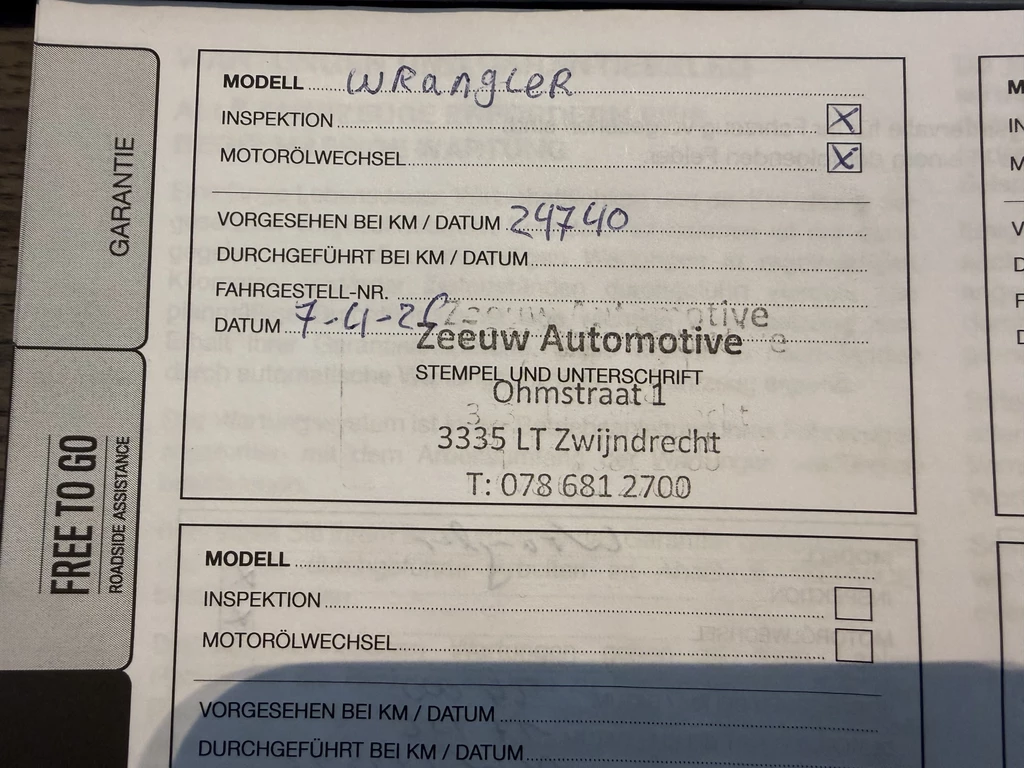 GARANTIE
FREE TO GO
ROADSIDE ASSISTANCE
MODELL WRangLER
INSPEKTION X
MOTORÖLWECHSEL X
VORGESEHEN BEI KM / DATUM 24740
DURCHGEFÜHRT BEI KM / DATUM
FAHRGESTELL-NR.
DATUM 7-4-2
Zeeuw Automotive
STEMPEL UND UNTERSCHRIFT
Ohmstraat 1
3335 LT Zwijndrecht
T: 078 681 2700
MODELL
INSPEKTION
MOTORÖLWECHSEL
VORGESEHEN BEI KM / DATUM
DURCHGEFÜHRT BEI KM / DATUM